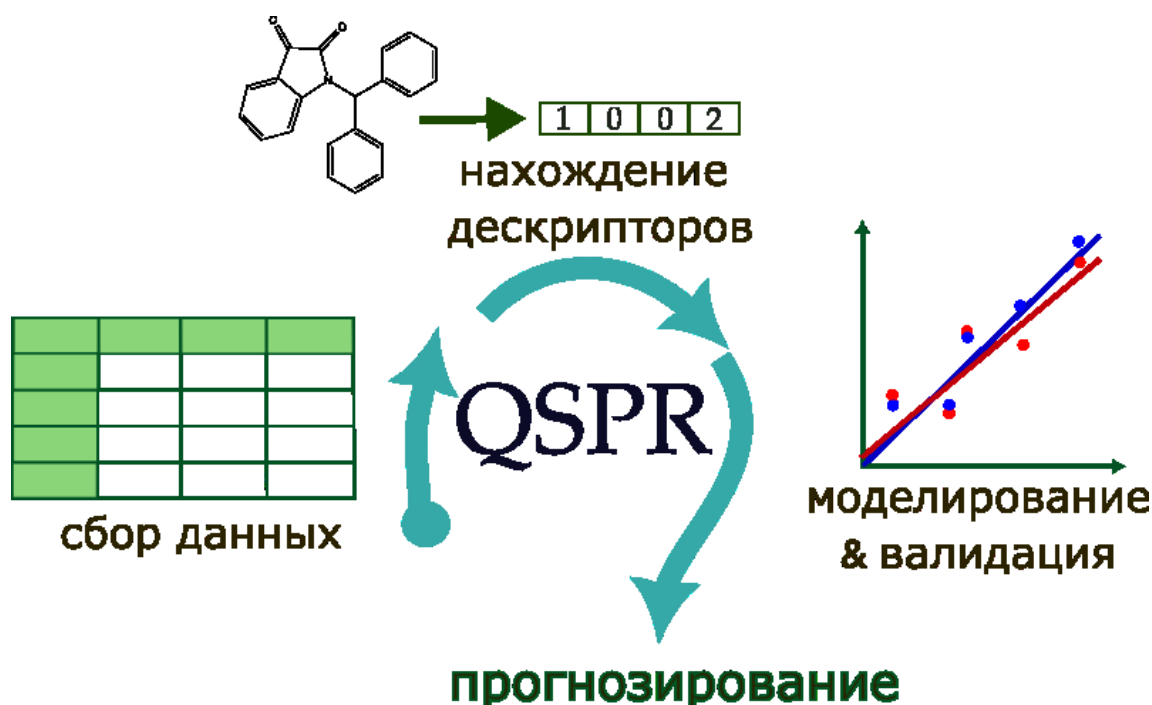 O
O
N
1 0 0 2
нахождение
дескрипторов
QSPR
сбор данных
моделирование
& валидация
прогнозирование